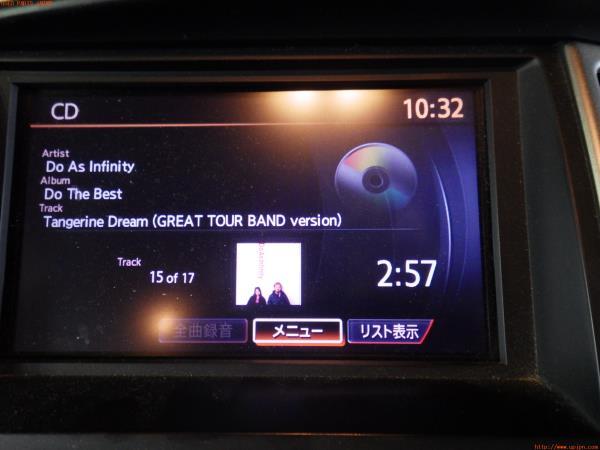 CD
10:32
Artist
Do As Infinity
Album
Do The Best
Track
Tangerine Dream (GREAT TOUR BAND version)
Track
15 of 17
DoAsInfinity
2:57
全曲録音
メニュー
リスト表示
http://www.upipn.com